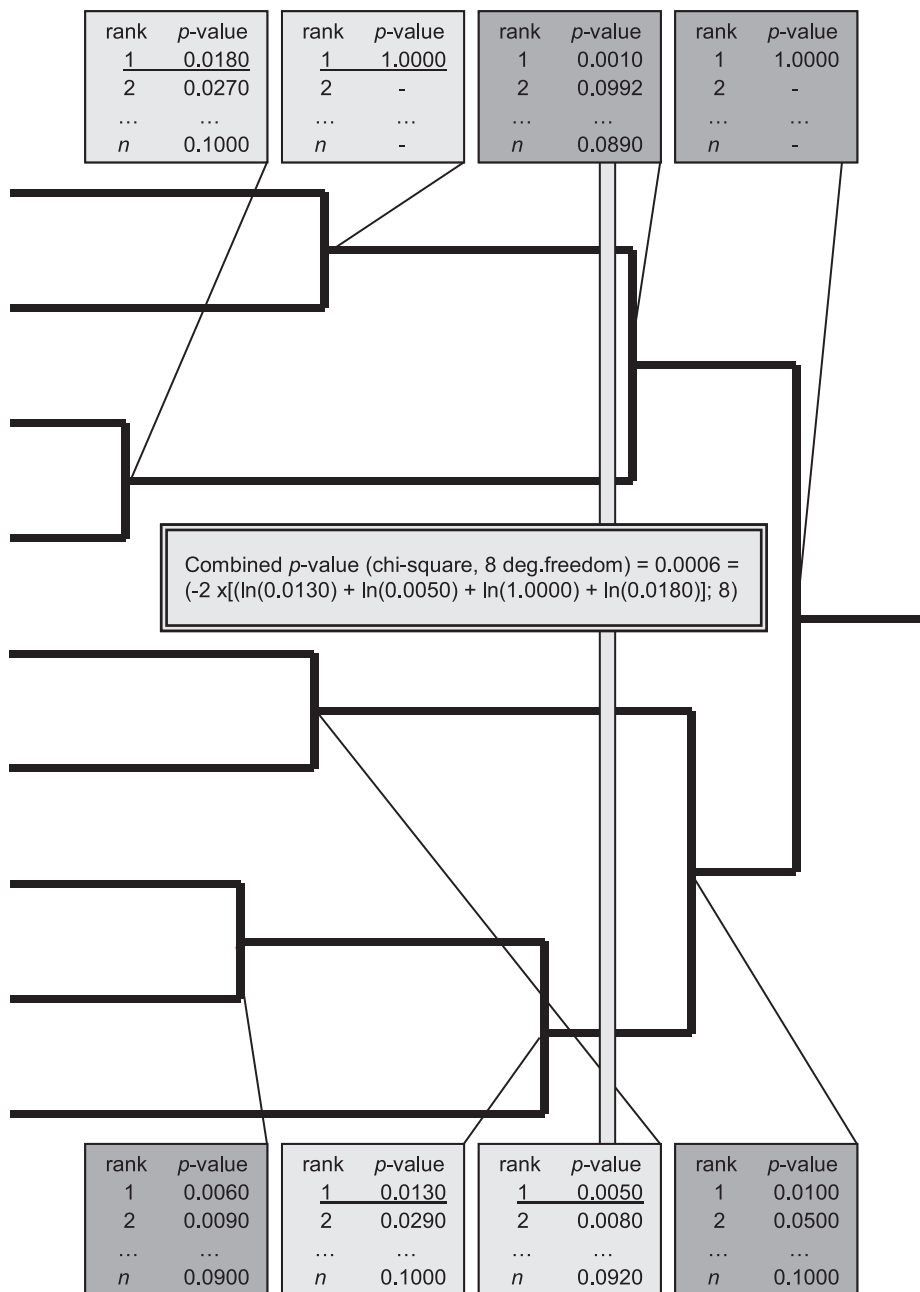 rank p-value
1 0.0180
2 0.0270
... ...
n 0.1000
rank p-value
1 1.0000
2 -
... ...
n -
rank p-value
1 0.0010
2 0.0992
... ...
n 0.0890
rank p-value
1 1.0000
2 -
... ...
n -
Combined p-value (chi-square, 8 deg.freedom) = 0.0006 =
(-2 x[(ln(0.0130) + ln(0.0050) + ln(1.0000) + ln(0.0180)]; 8)
rank p-value
1 0.0060
2 0.0090
... ...
n 0.0900
rank p-value
1 0.0130
2 0.0290
... ...
n 0.1000
rank p-value
1 0.0050
2 0.0080
... ...
n 0.0920
rank p-value
1 0.0100
2 0.0500
... ...
n 0.1000